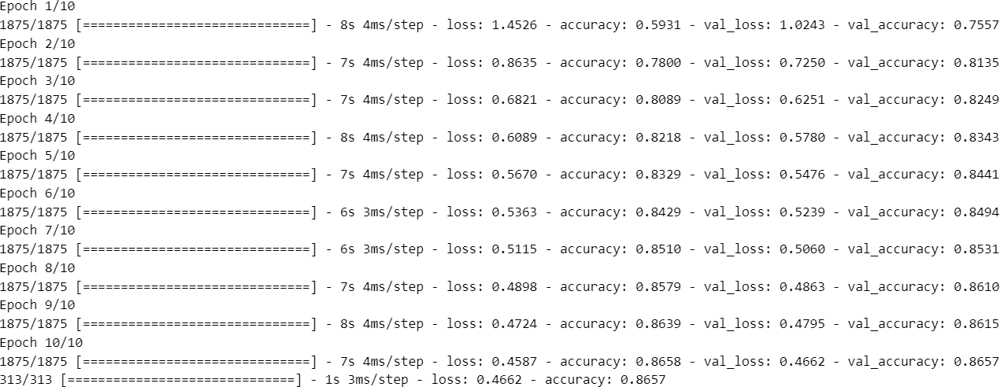 Epoch 1/10
1875/1875 [==============================] - 8s 4ms/step - loss: 1.4526 - accuracy: 0.5931 - val_loss: 1.0243 - val_accuracy: 0.7557
Epoch 2/10
1875/1875 [==============================] - 7s 4ms/step - loss: 0.8635 - accuracy: 0.7800 - val_loss: 0.7250 - val_accuracy: 0.8135
Epoch 3/10
1875/1875 [==============================] - 7s 4ms/step - loss: 0.6821 - accuracy: 0.8089 - val_loss: 0.6251 - val_accuracy: 0.8249
Epoch 4/10
1875/1875 [==============================] - 8s 4ms/step - loss: 0.6089 - accuracy: 0.8218 - val_loss: 0.5780 - val_accuracy: 0.8343
Epoch 5/10
1875/1875 [==============================] - 7s 4ms/step - loss: 0.5670 - accuracy: 0.8329 - val_loss: 0.5476 - val_accuracy: 0.8441
Epoch 6/10
1875/1875 [==============================] - 6s 3ms/step - loss: 0.5363 - accuracy: 0.8429 - val_loss: 0.5239 - val_accuracy: 0.8494
Epoch 7/10
1875/1875 [==============================] - 6s 3ms/step - loss: 0.5115 - accuracy: 0.8510 - val_loss: 0.5060 - val_accuracy: 0.8531
Epoch 8/10
1875/1875 [==============================] - 7s 4ms/step - loss: 0.4898 - accuracy: 0.8579 - val_loss: 0.4863 - val_accuracy: 0.8610
Epoch 9/10
1875/1875 [==============================] - 8s 4ms/step - loss: 0.4724 - accuracy: 0.8639 - val_loss: 0.4795 - val_accuracy: 0.8615
Epoch 10/10
1875/1875 [==============================] - 7s 4ms/step - loss: 0.4587 - accuracy: 0.8658 - val_loss: 0.4662 - val_accuracy: 0.8657
313/313 [==============================] - 1s 3ms/step - loss: 0.4662 - accuracy: 0.8657